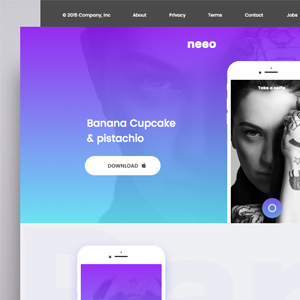 © 2015 Company, Inc About Privacy Terms Contact Jobs
neeo
Take a selfie
Banana Cupcake
& pistachio
DOWNLOAD